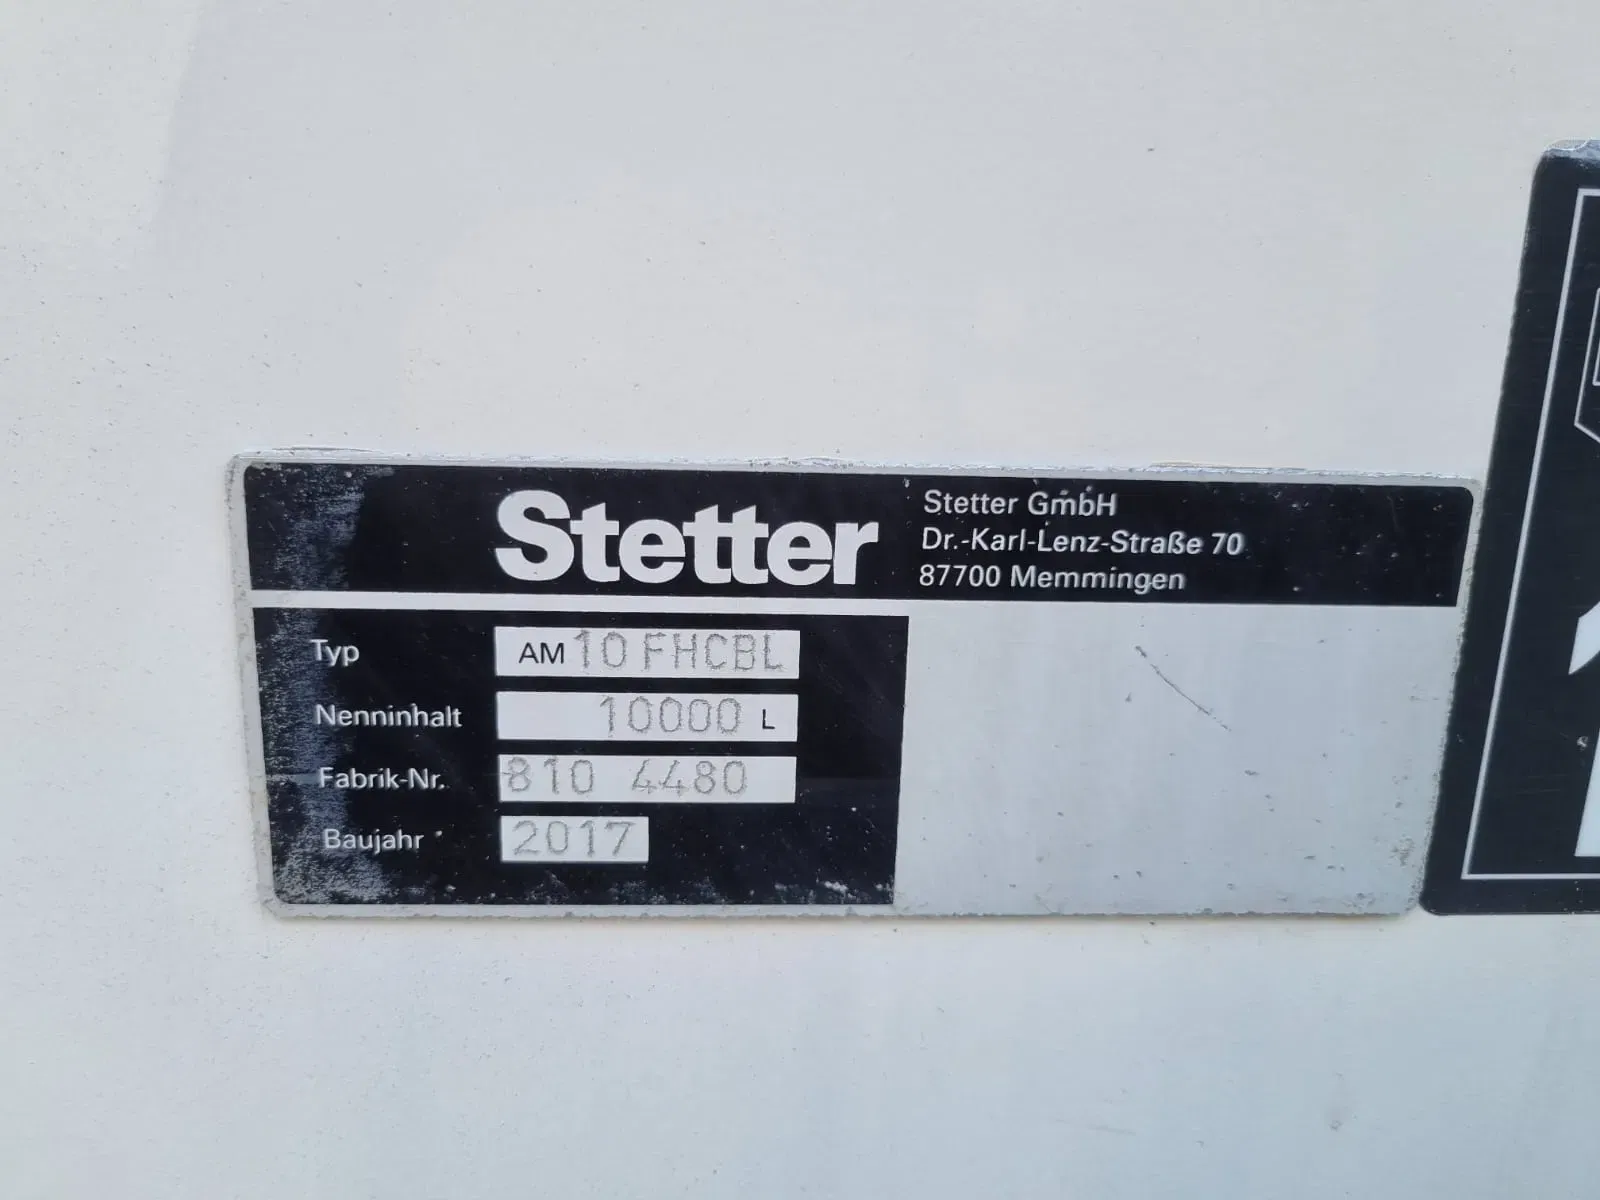 Stetter
Stetter GmbH
Dr.-Karl-Lenz-Straße 70
87700 Memmingen
Typ AM 10 FHCBL
Nenninhalt 10000 L
Fabrik-Nr. 810 4480
Baujahr 2017